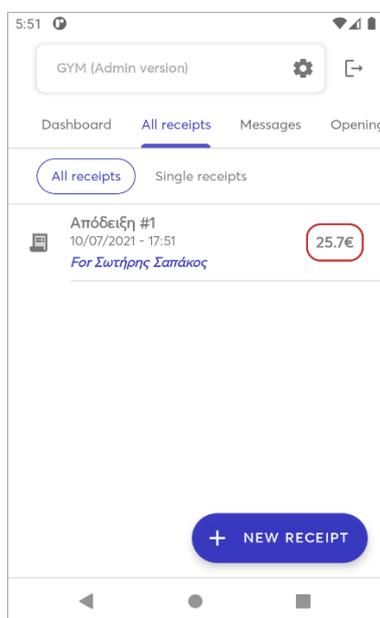 5:51
GYM (Admin version)
Dashboard All receipts Messages Opening
All receipts Single receipts
Απόδειξη #1
10/07/2021 - 17:51
For Σωτήρης Σαπάκος
25.7€
+ NEW RECEIPT